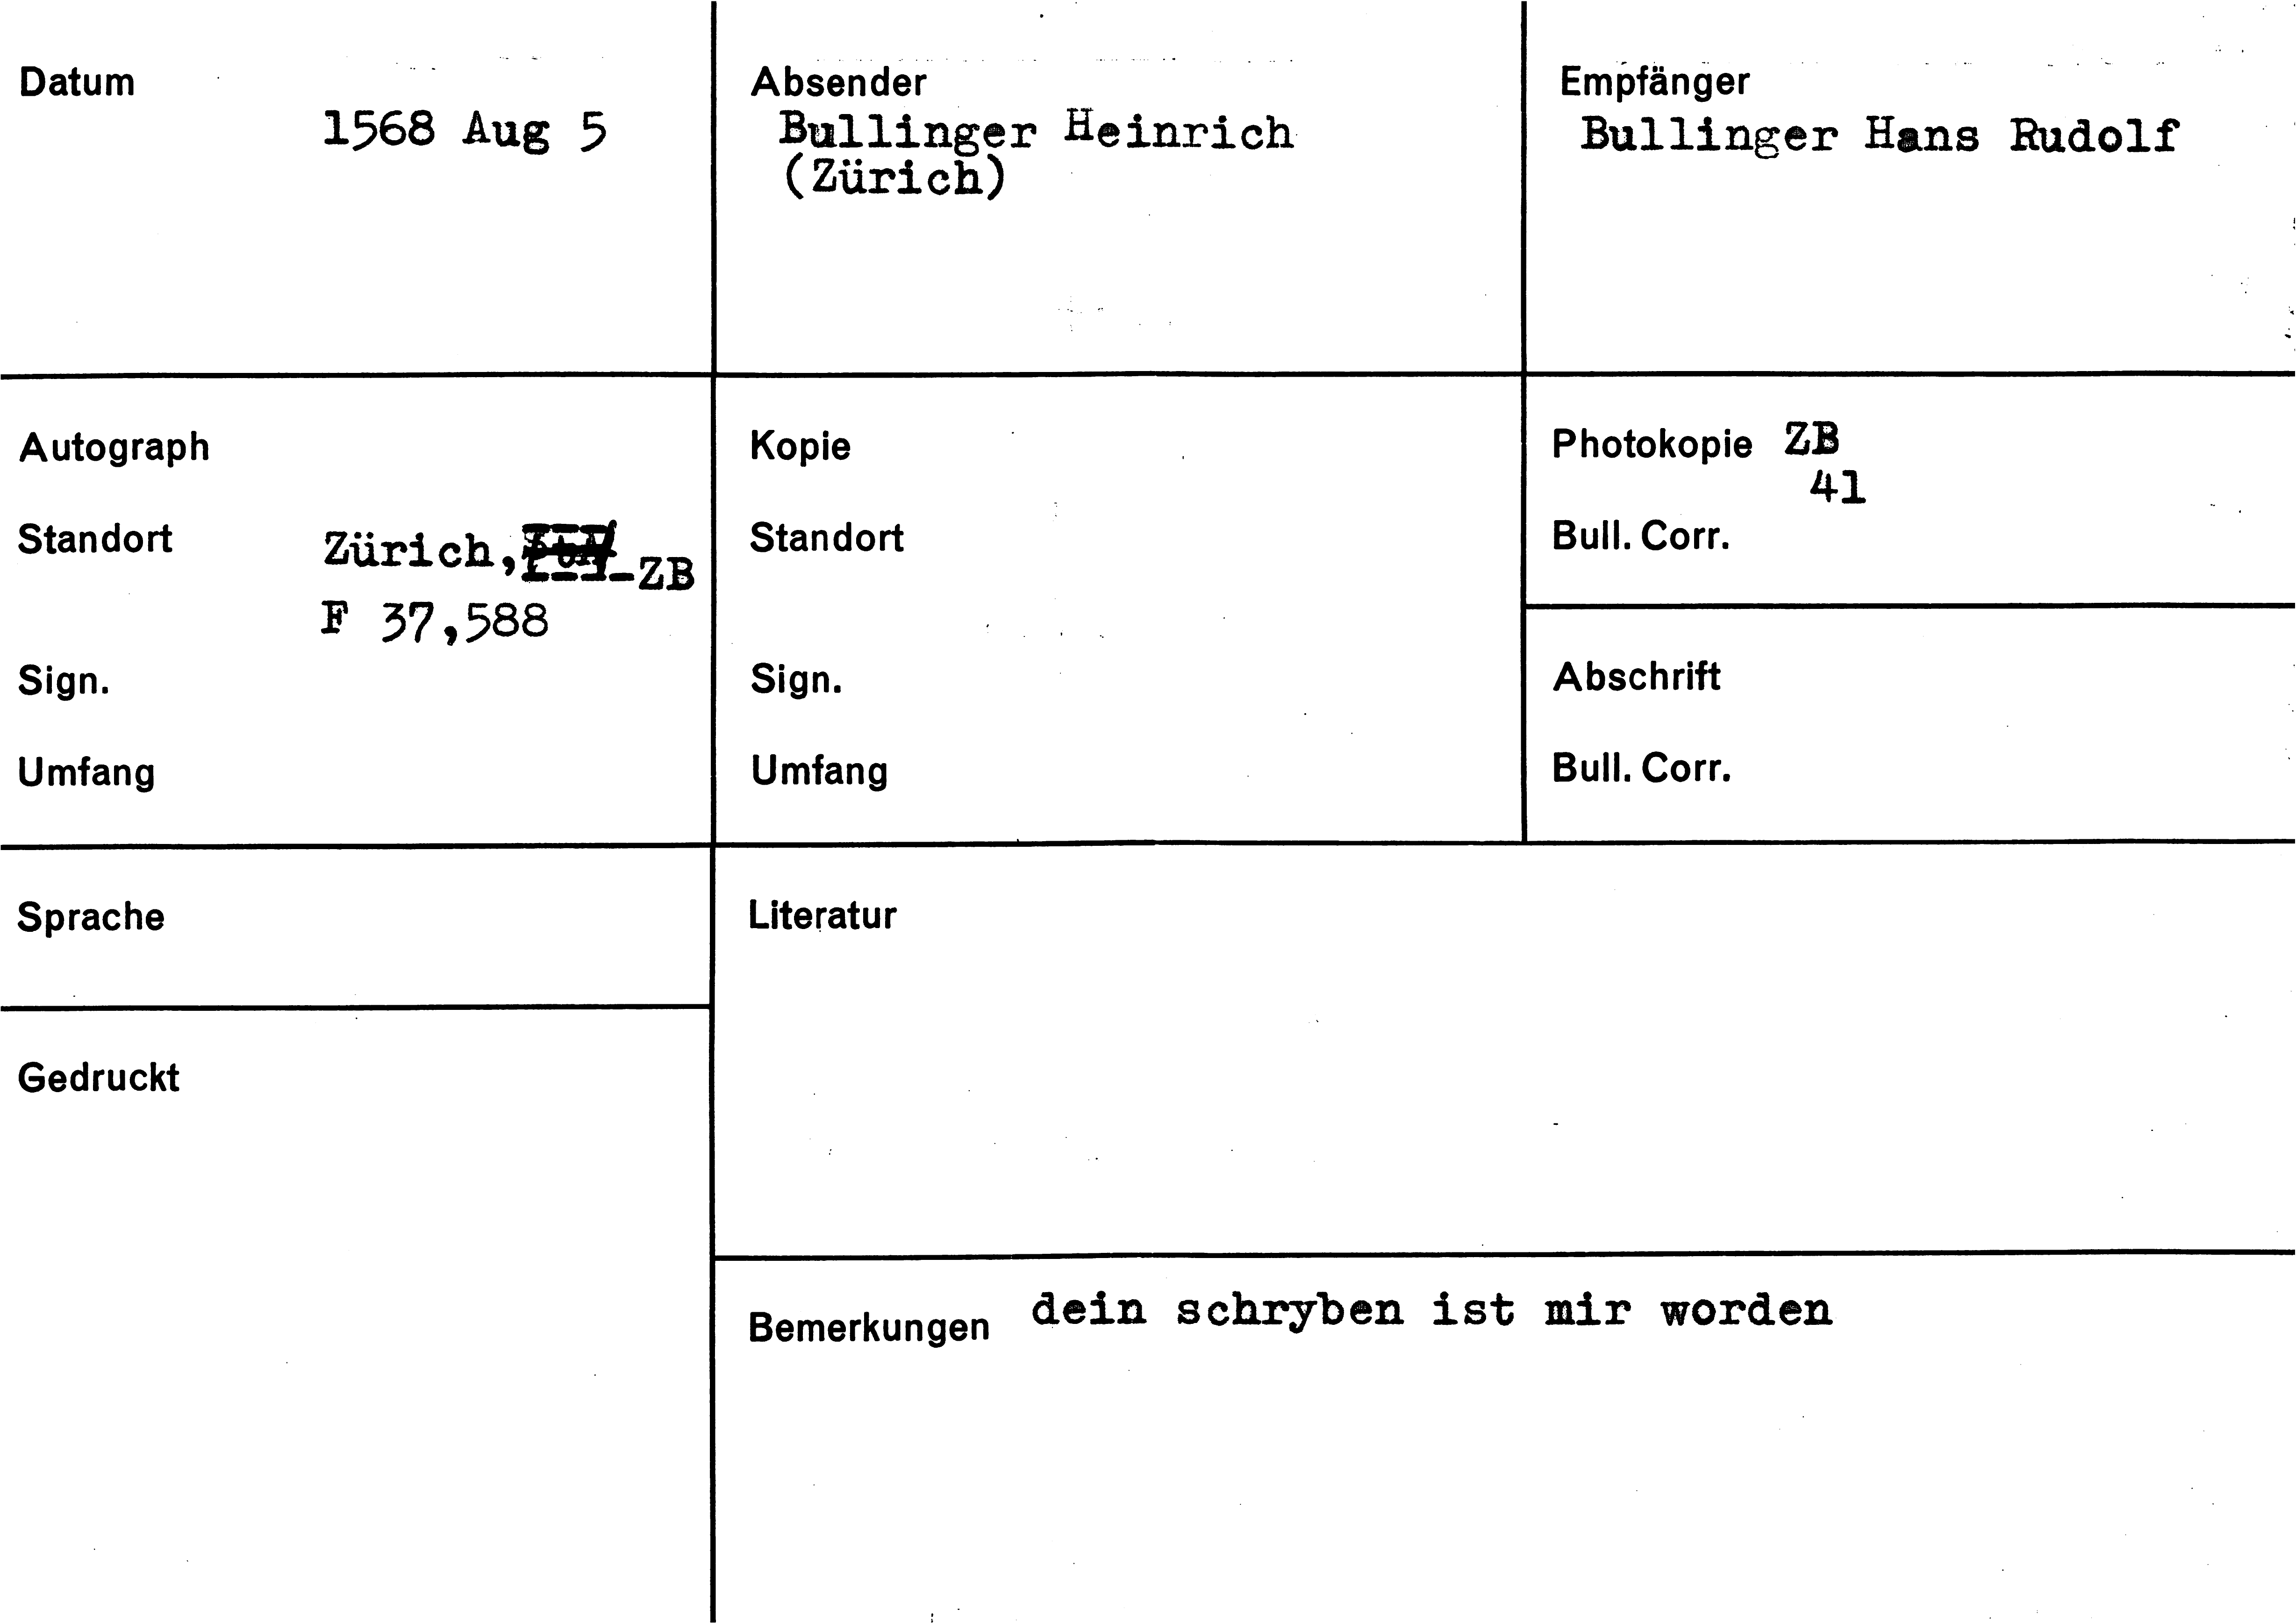 Datum
1568 Aug 5
Absender
Bullinger Heinrich
(Zürich)
Empfänger
Bullinger Hans Rudolf
Autograph
Standort
Zürich, ZB
F 37,588
Sign.
Umfang
Kopie
Standort
Sign.
Umfang
Photokopie ZB
41
Bull. Corr.
Abschrift
Bull. Corr.
Sprache
Literatur
Gedruckt
Bemerkungen dein schryben ist mir worden